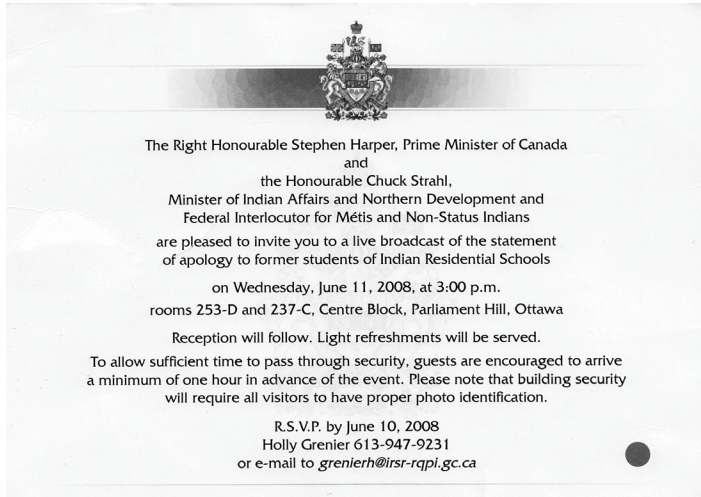 The Right Honourable Stephen Harper, Prime Minister of Canada
and
the Honourable Chuck Strahl,
Minister of Indian Affairs and Northern Development and
Federal Interlocutor for Métis and Non-Status Indians
are pleased to invite you to a live broadcast of the statement
of apology to former students of Indian Residential Schools
on Wednesday, June 11, 2008, at 3:00 p.m.
rooms 253-D and 237-C, Centre Block, Parliament Hill, Ottawa
Reception will follow. Light refreshments will be served.
To allow sufficient time to pass through security, guests are encouraged to arrive
a minimum of one hour in advance of the event. Please note that building security
will require all visitors to have proper photo identification.
R.S.V.P. by June 10, 2008
Holly Grenier 613-947-9231
or e-mail to grenierh@irsr-rqpi.gc.ca